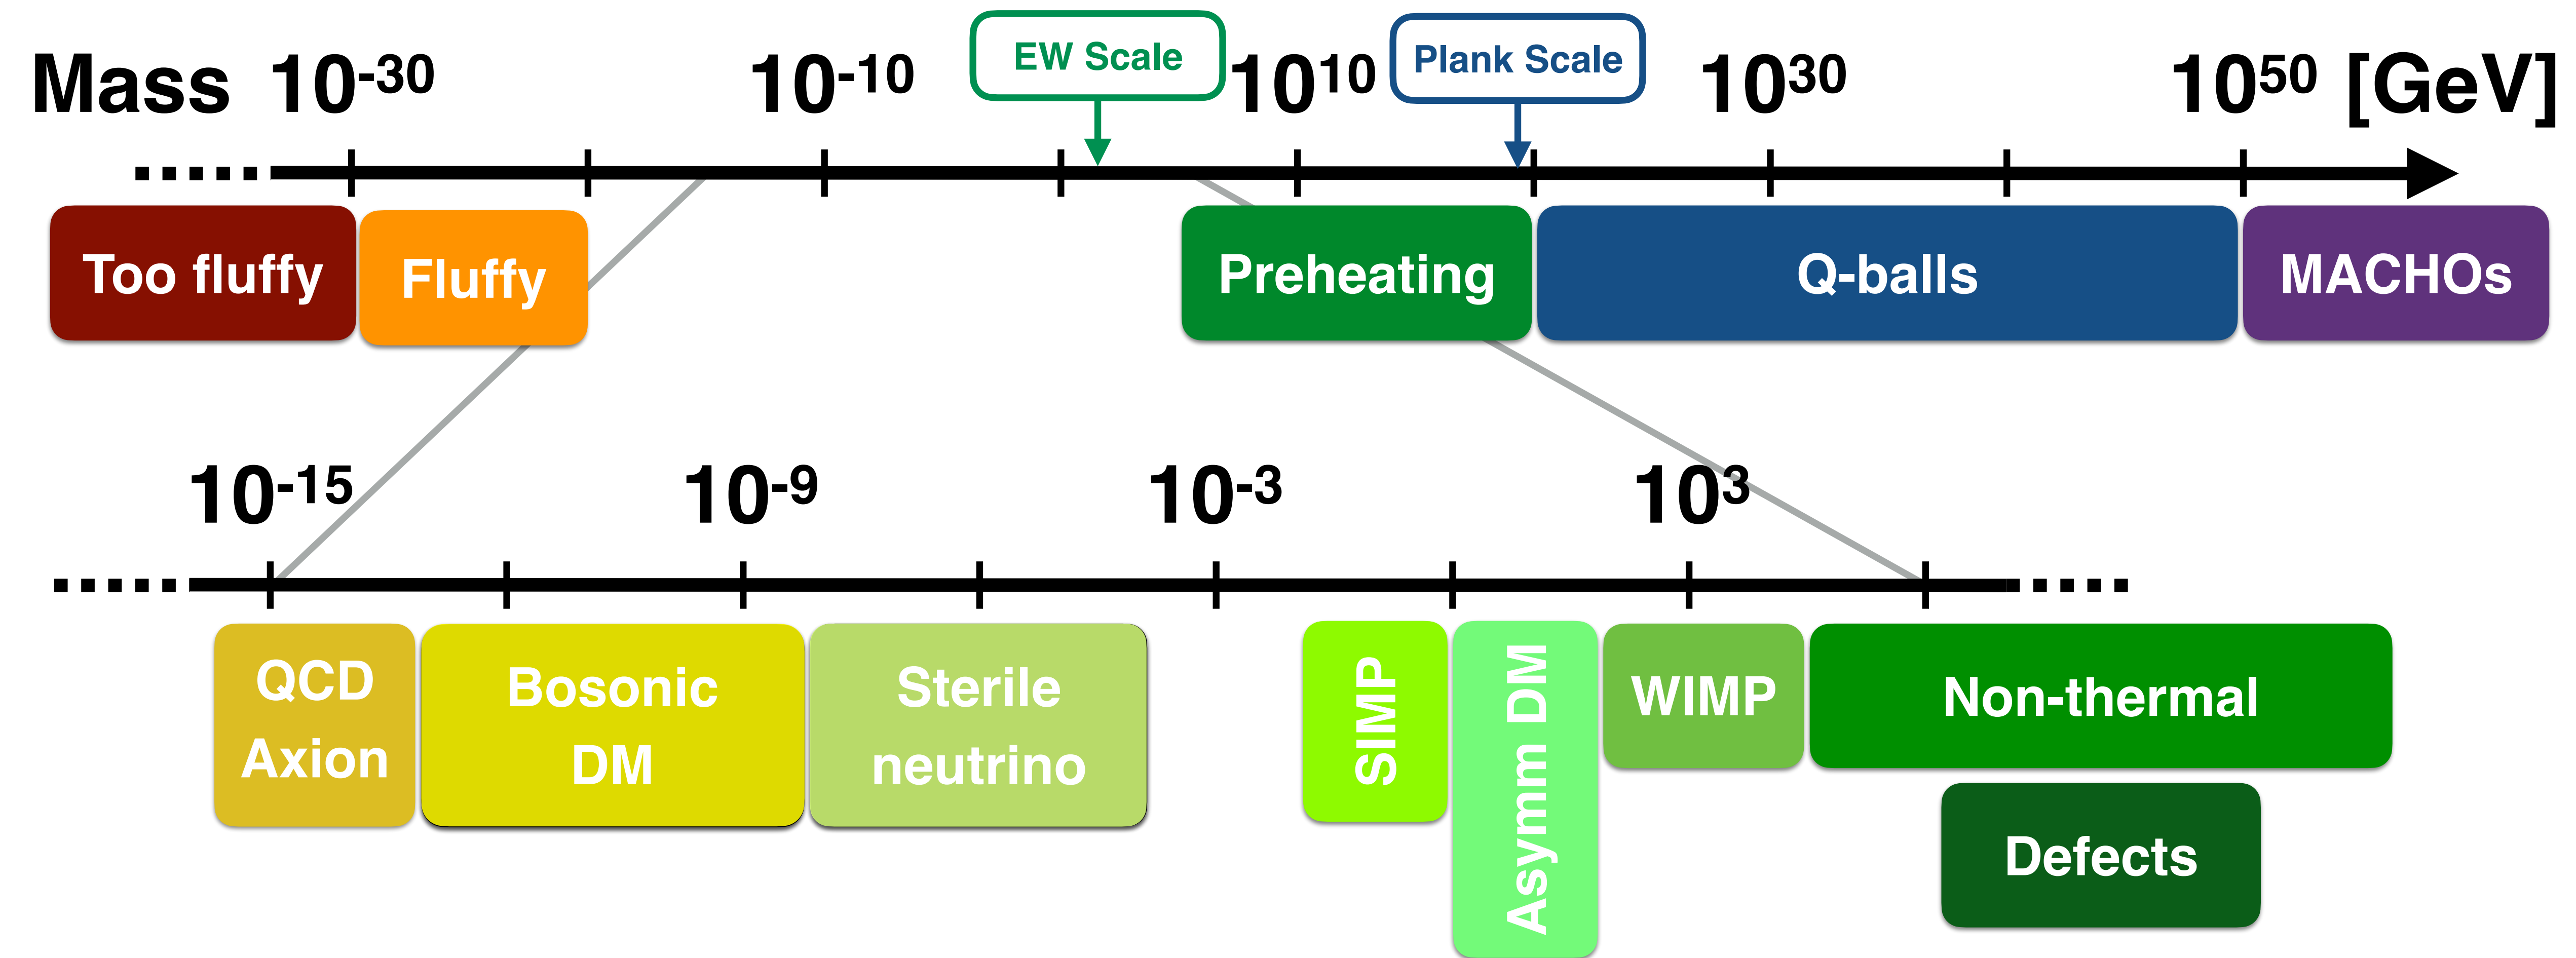 EW Scale
Plank Scale
Mass 10-30 10-10 1010 1030 1050 [GeV]
Too fluffy
Fluffy
Preheating
Q-balls
MACHOs
10-15 10-9 10-3 103
QCD
Axion
Bosonic
DM
Sterile
neutrino
SIMP
Asymm DM
WIMP
Non-thermal
Defects